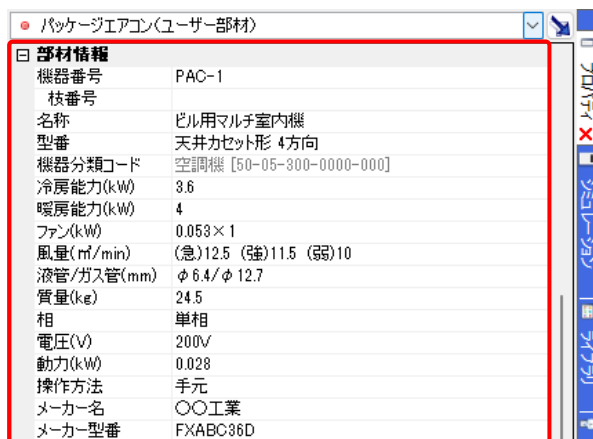 パッケージエアコン(ユーザー部材)
部材情報
機器番号 PAC-1
枝番号
名称 ビル用マルチ室内機
型番 天井カセット形 4方向
機器分類コード 空調機 [50-05-300-0000-000]
冷房能力(kW) 3.6
暖房能力(kW) 4
ファン(kW) 0.053×1
風量(㎥/min) (急)12.5 (強)11.5 (弱)10
液管/ガス管(mm) φ6.4/φ12.7
質量(kg) 24.5
相 単相
電圧(V) 200V
動力(kW) 0.028
操作方法 手元
メーカー名 〇〇工業
メーカー型番 FXABC36D
プロパティ
シミュレーション
ライブラリ